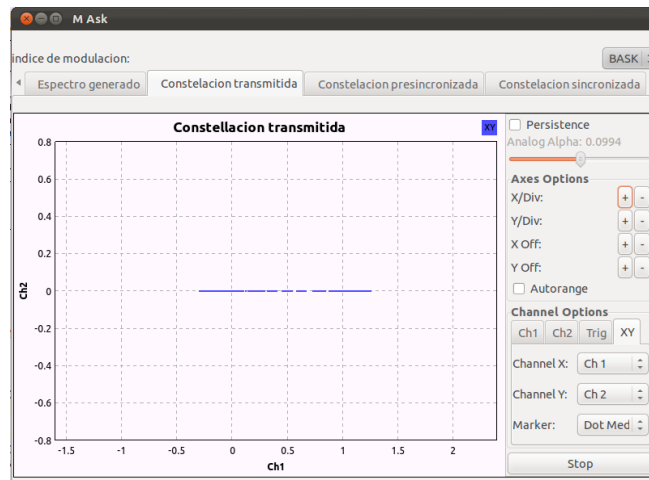 M Ask
indice de modulacion:
BASK
Espectro generado Constelacion transmitida Constelacion presincronizada Constelacion sincronizada
Constellacion transmitida
XY
Persistence
Analog Alpha: 0.0994
Axes Options
X/Div: + -
Y/Div: + -
X Off: + -
Y Off: + -
Autorange
Channel Options
Ch1 Ch2 Trig XY
Channel X: Ch 1
Channel Y: Ch 2
Marker: Dot Med
Stop
0.8
0.6
0.4
0.2
0
-0.2
-0.4
-0.6
-0.8
Ch2
-1.5 -1 -0.5 0 0.5 1 1.5 2
Ch1